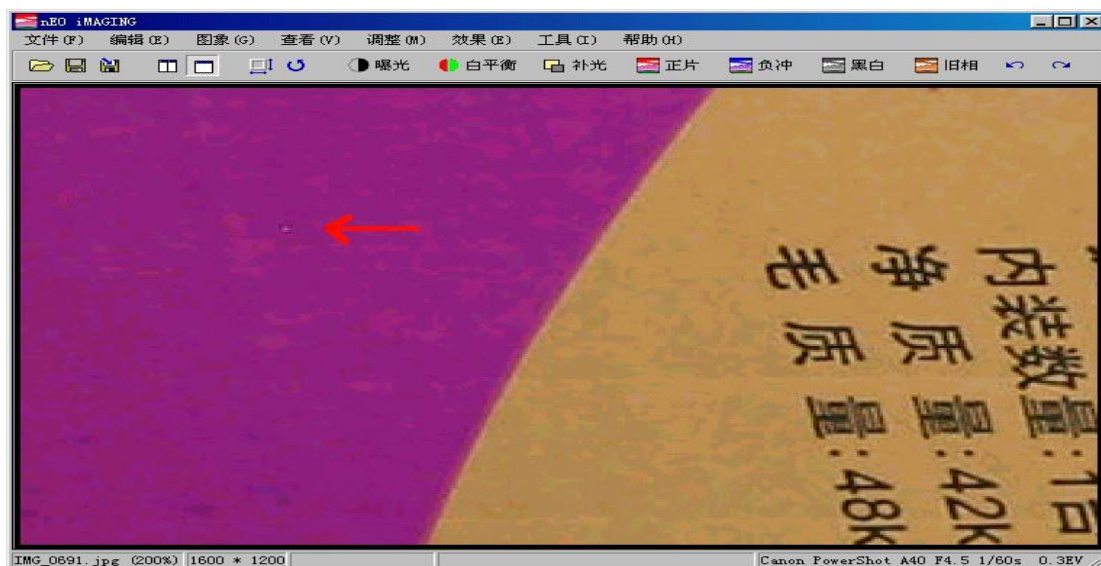 nEO iMAGING
文件(F) 编辑(E) 图象(G) 查看(V) 调整(M) 效果(E) 工具(I) 帮助(H)
曝光 白平衡 补光 正片 负冲 黑白 旧相
内装数量:1台
净质量:42k
毛质量:48k
IMG_0691.jpg (200%) 1600 * 1200 Canon PowerShot A40 F4.5 1/60s 0.3EV